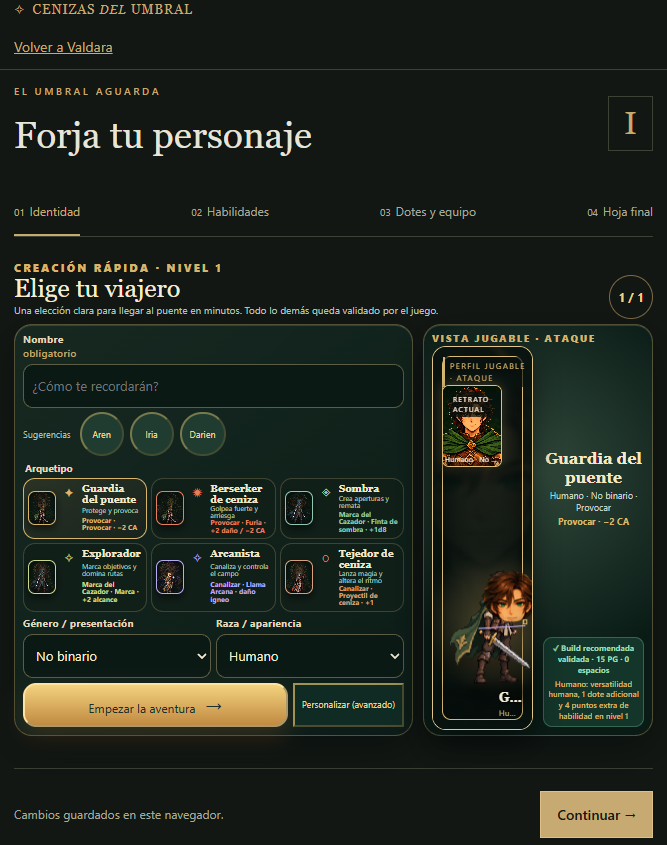 ✧ CENIZAS DEL UMBRAL
Volver a Valdara
EL UMBRAL AGUARDA
Forja tu personaje
I
01 Identidad
02 Habilidades
03 Dotes y equipo
04 Hoja final
CREACIÓN RÁPIDA · NIVEL 1
Elige tu viajero
Una elección clara para llegar al puente en minutos. Todo lo demás queda validado por el juego.
1 / 1
Nombre
obligatorio
¿Cómo te recordarán?
Sugerencias
Aren
Iria
Darien
Arquetipo
Guardia
del puente
Protege y provoca
Provocar ·
Provocar · −2 CA
Berserker
de ceniza
Golpea fuerte y
arriesga
Provocar · Furia ·
+2 daño / −2 CA
Sombra
Crea aperturas y
remata
Marca del
Cazador · Finta de
sombra · +1d8
Explorador
Marca objetivos y
domina rutas
Marca del
Cazador · Marca ·
+2 alcance
Arcanista
Canaliza y controla
el campo
Canalizar · Llama
Arcana · daño
ígneo
Tejedor de
ceniza
Lanza magia y
altera el ritmo
Canalizar ·
Proyectil de
ceniza · +1
Género / presentación
No binario
Raza / apariencia
Humano
Empezar la aventura →
Personalizar (avanzado)
VISTA JUGABLE · ATAQUE
PERFIL JUGABLE
· ATAQUE
RETRATO
ACTUAL
Humano · No
G...
Hu...
Guardia del
puente
Humano · No binario ·
Provocar
Provocar · −2 CA
✓ Build recomendada
validada · 15 PG · 0
espacios
Humano: versatilidad
humana, 1 dote adicional
y 4 puntos extra de
habilidad en nivel 1
Cambios guardados en este navegador.
Continuar →